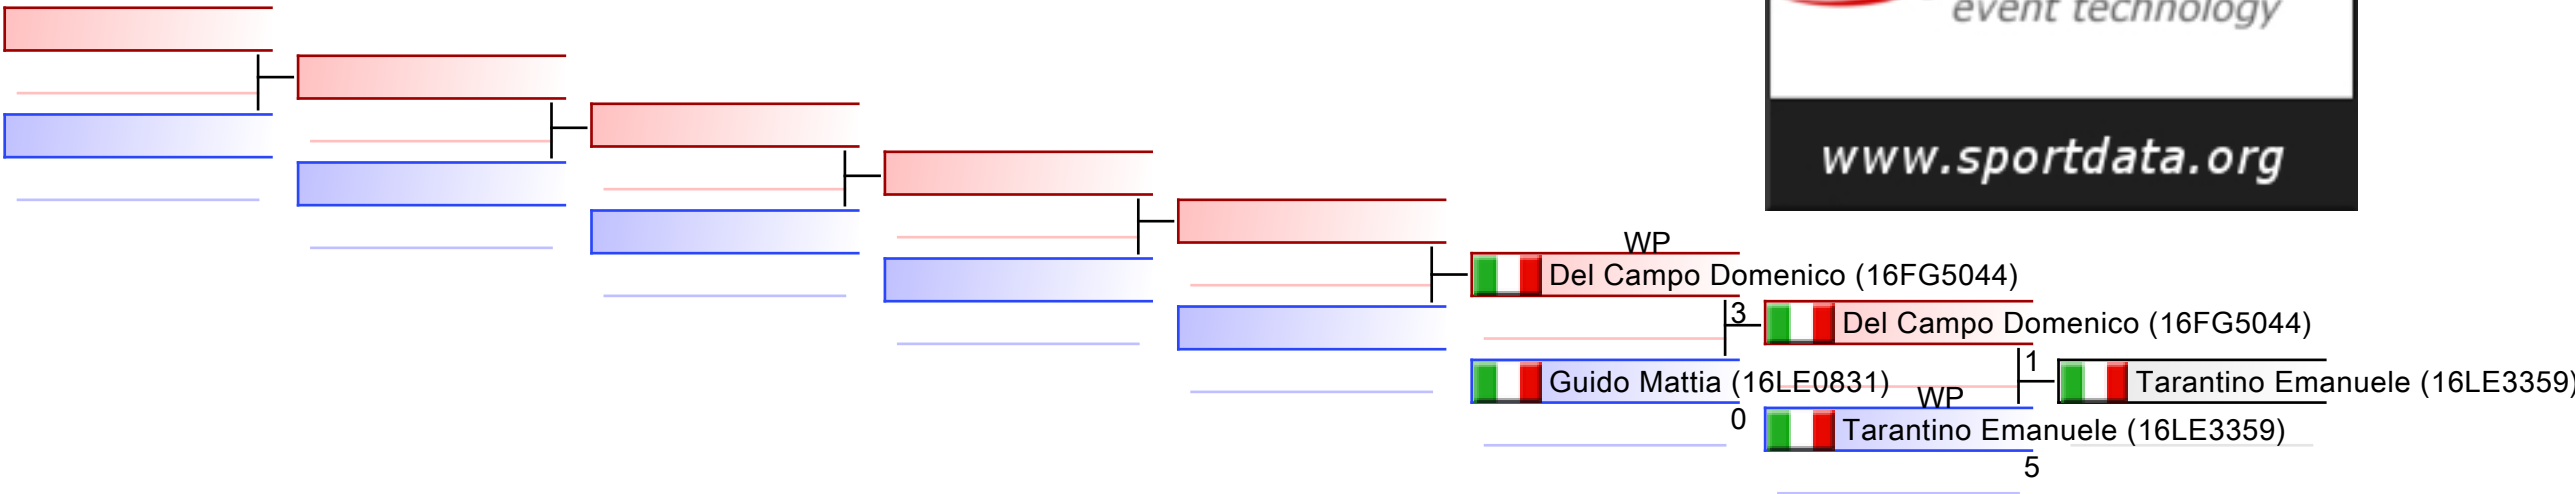 event technology
www.sportdata.org
WP
Del Campo Domenico (16FG5044)
3
Del Campo Domenico (16FG5044)
1
Guido Mattia (16LE0831)
WP
Tarantino Emanuele (16LE3359)
0
Tarantino Emanuele (16LE3359)
5